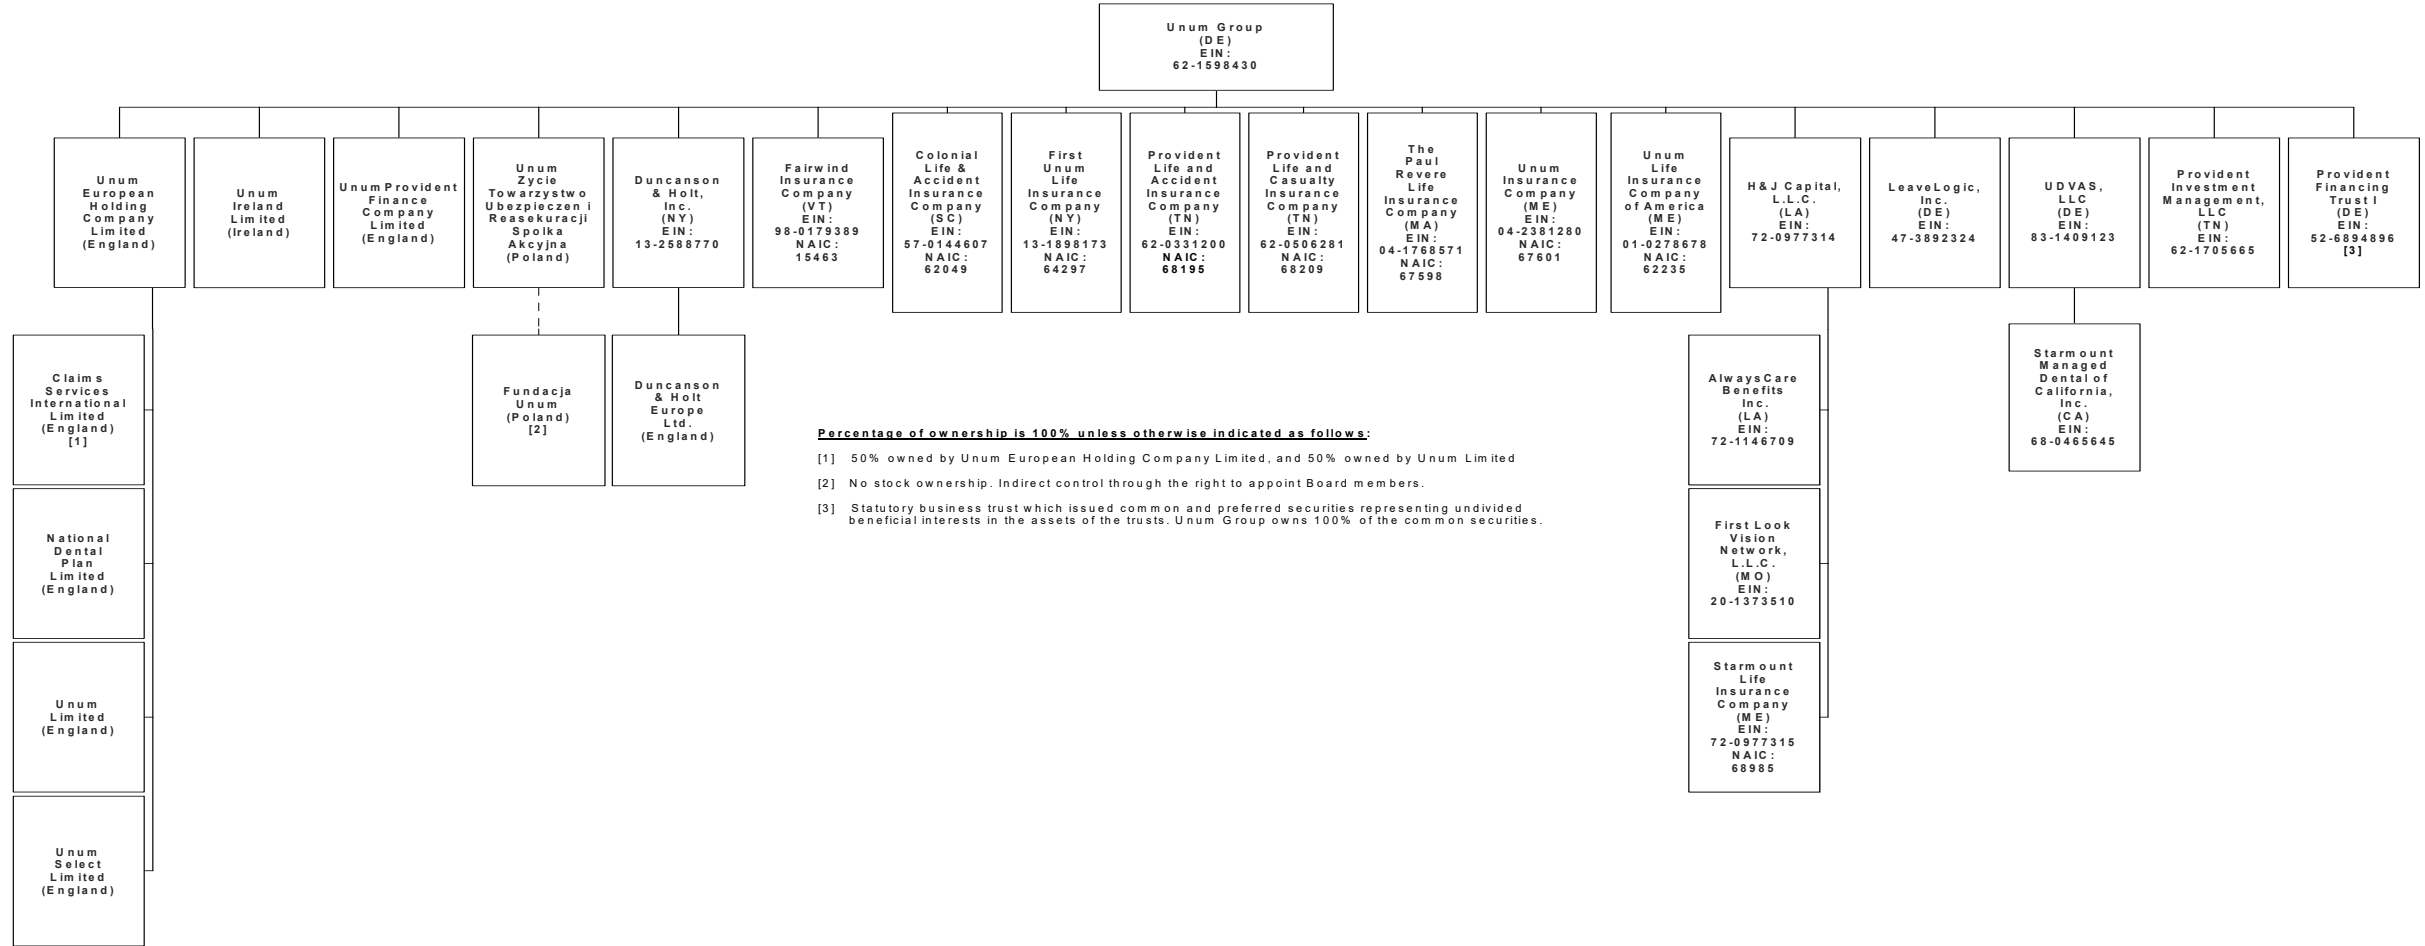 Unum Group
(DE)
EIN:
62-1598430
Unum
European
Holding
Company
Limited
(England)
Unum
Ireland
Limited
(Ireland)
UnumProvident
Finance
Company
Limited
(England)
Unum
Zycie
Towarzystwo
Ubezpieczen i
Reasekuracji
Spolka
Akcyjna
(Poland)
Duncanson
& Holt,
Inc.
(NY)
EIN:
13-2588770
Fairwind
Insurance
Company
(VT)
EIN:
98-0179389
NAIC:
15463
Colonial
Life &
Accident
Insurance
Company
(SC)
EIN:
57-0144607
NAIC:
62049
First
Unum
Life
Insurance
Company
(NY)
EIN:
13-1898173
NAIC:
64297
Provident
Life and
Accident
Insurance
Company
(TN)
EIN:
62-0331200
NAIC:
68195
Provident
Life and
Casualty
Insurance
Company
(TN)
EIN:
62-0506281
NAIC:
68209
The
Paul
Revere
Life
Insurance
Company
(MA)
EIN:
04-1768571
NAIC:
67598
Unum
Insurance
Company
(ME)
EIN:
04-2381280
NAIC:
67601
Unum
Life
Insurance
Company
of America
(ME)
EIN:
01-0278678
NAIC:
62235
H&J Capital,
L.L.C.
(LA)
EIN:
72-0977314
LeaveLogic,
Inc.
(DE)
EIN:
47-3892324
UDVAS,
LLC
(DE)
EIN:
83-1409123
Provident
Investment
Management,
LLC
(TN)
EIN:
62-1705665
Provident
Financing
Trust I
(DE)
EIN:
52-6894896
[3]
Claims
Services
International
Limited
(England)
[1]
National
Dental
Plan
Limited
(England)
Unum
Limited
(England)
Unum
Select
Limited
(England)
Fundacja
Unum
(Poland)
[2]
Duncanson
& Holt
Europe
Ltd.
(England)
Percentage of ownership is 100% unless otherwise indicated as follows:
[1] 50% owned by Unum European Holding Company Limited, and 50% owned by Unum Limited
[2] No stock ownership. Indirect control through the right to appoint Board members.
[3] Statutory business trust which issued common and preferred securities representing undivided
beneficial interests in the assets of the trusts. Unum Group owns 100% of the common securities.
AlwaysCare
Benefits
Inc.
(LA)
EIN:
72-1146709
First Look
Vision
Network,
L.L.C.
(MO)
EIN:
20-1373510
Starmount
Life
Insurance
Company
(ME)
EIN:
72-0977315
NAIC:
68985
Starmount
Managed
Dental of
California,
Inc.
(CA)
EIN:
68-0465645